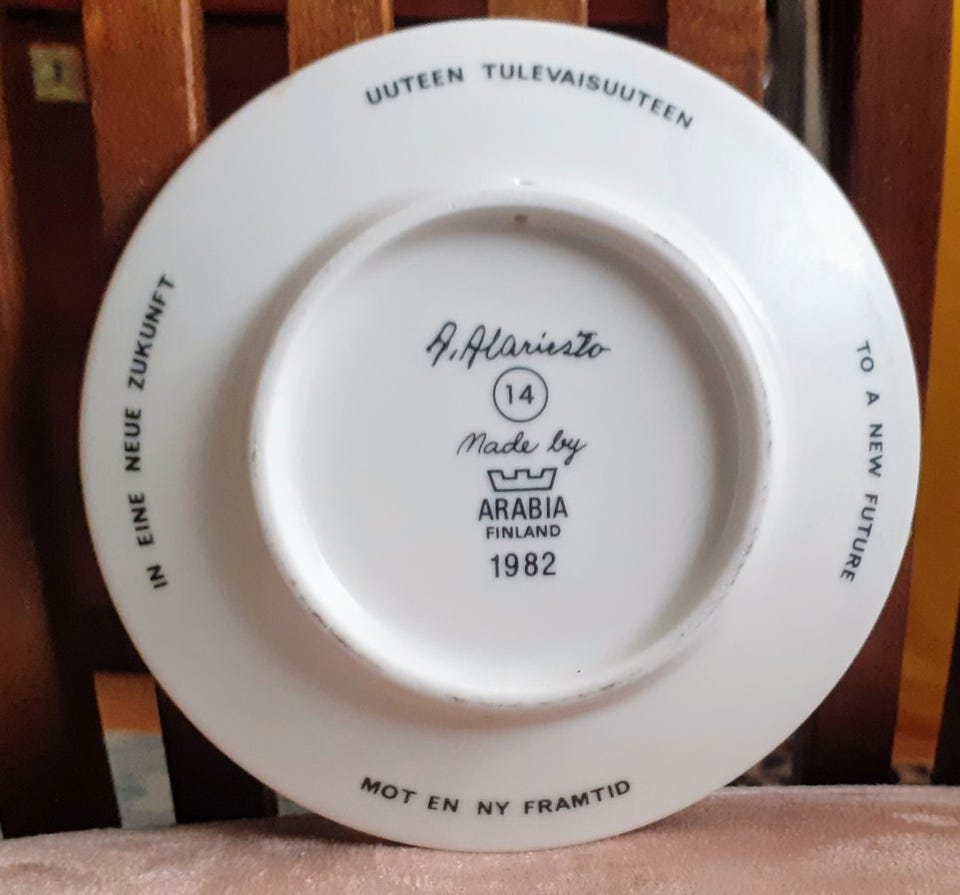 UUTEEN TULEVAISUUTEEN
TO A NEW FUTURE
MOT EN NY FRAMTID
IN EINE NEUE ZUKUNFT
A. Alariesto
14
Made by
ARABIA
FINLAND
1982